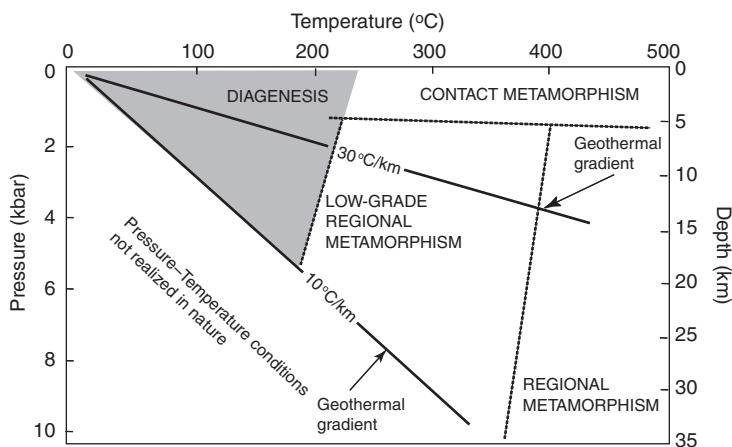 Temperature (°C)
0 100 200 300 400 500
0 0
DIAGENESIS
CONTACT METAMORPHISM
5
2
30°C/km
Geothermal
gradient
10
LOW-GRADE
REGIONAL
METAMORPHISM
4
15
Pressure (kbar)
Depth (km)
Pressure–Temperature conditions
not realized in nature
20
6
10°C/km
25
8
Geothermal
gradient
REGIONAL
METAMORPHISM
30
10
35